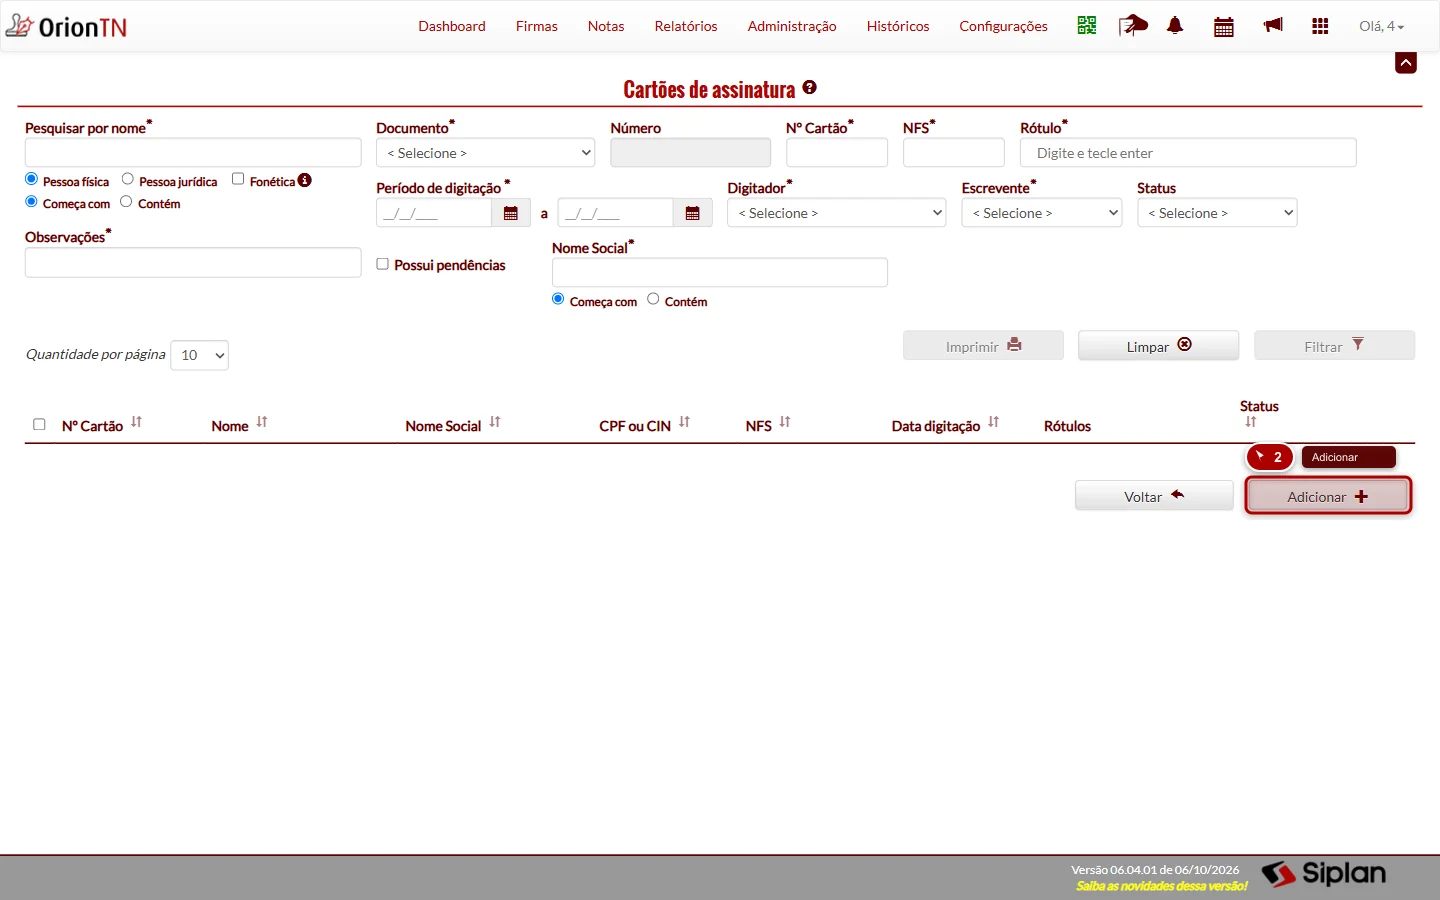 OrionTN
Dashboard Firmas Notas Relatórios Administração Históricos Configurações Olá, 4
Cartões de assinatura ?
Pesquisar por nome* Documento* Número Nº Cartão* NFS* Rótulo*
< Selecione > Digite e tecle enter
Pessoa física Pessoa jurídica Fonética
Começa com Contém
Período de digitação * Digitador* Escrevente* Status
__/__/____ a __/__/____ < Selecione > < Selecione > < Selecione >
Observações* Possui pendências Nome Social*
Começa com Contém
Quantidade por página 10 Imprimir Limpar Filtrar
Nº Cartão Nome Nome Social CPF ou CIN NFS Data digitação Rótulos Status
2 Adicionar
Voltar Adicionar
Versão 06.04.01 de 06/10/2026
Saiba as novidades dessa versão!
Siplan